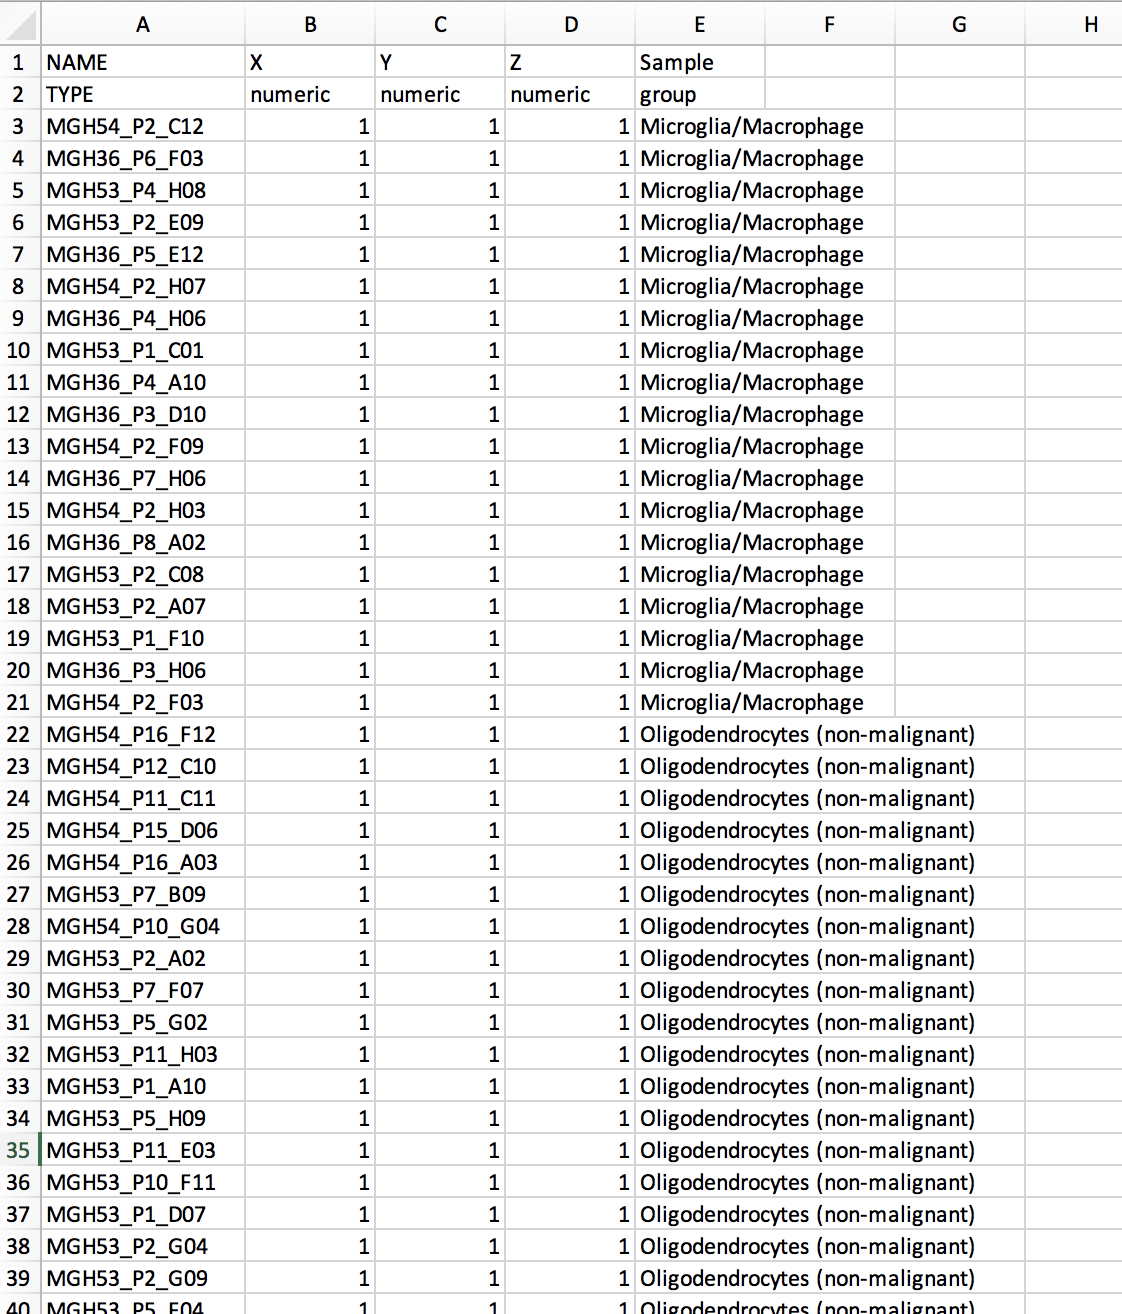 A B C D E F G H
1 NAME X Y Z Sample
2 TYPE numeric numeric numeric group
3 MGH54_P2_C12 1 1 1 Microglia/Macrophage
4 MGH36_P6_F03 1 1 1 Microglia/Macrophage
5 MGH53_P4_H08 1 1 1 Microglia/Macrophage
6 MGH53_P2_E09 1 1 1 Microglia/Macrophage
7 MGH36_P5_E12 1 1 1 Microglia/Macrophage
8 MGH54_P2_H07 1 1 1 Microglia/Macrophage
9 MGH36_P4_H06 1 1 1 Microglia/Macrophage
10 MGH53_P1_C01 1 1 1 Microglia/Macrophage
11 MGH36_P4_A10 1 1 1 Microglia/Macrophage
12 MGH36_P3_D10 1 1 1 Microglia/Macrophage
13 MGH54_P2_F09 1 1 1 Microglia/Macrophage
14 MGH36_P7_H06 1 1 1 Microglia/Macrophage
15 MGH54_P2_H03 1 1 1 Microglia/Macrophage
16 MGH36_P8_A02 1 1 1 Microglia/Macrophage
17 MGH53_P2_C08 1 1 1 Microglia/Macrophage
18 MGH53_P2_A07 1 1 1 Microglia/Macrophage
19 MGH53_P1_F10 1 1 1 Microglia/Macrophage
20 MGH36_P3_H06 1 1 1 Microglia/Macrophage
21 MGH54_P2_F03 1 1 1 Microglia/Macrophage
22 MGH54_P16_F12 1 1 1 Oligodendrocytes (non-malignant)
23 MGH54_P12_C10 1 1 1 Oligodendrocytes (non-malignant)
24 MGH54_P11_C11 1 1 1 Oligodendrocytes (non-malignant)
25 MGH54_P15_D06 1 1 1 Oligodendrocytes (non-malignant)
26 MGH54_P16_A03 1 1 1 Oligodendrocytes (non-malignant)
27 MGH53_P7_B09 1 1 1 Oligodendrocytes (non-malignant)
28 MGH54_P10_G04 1 1 1 Oligodendrocytes (non-malignant)
29 MGH53_P2_A02 1 1 1 Oligodendrocytes (non-malignant)
30 MGH53_P7_F07 1 1 1 Oligodendrocytes (non-malignant)
31 MGH53_P5_G02 1 1 1 Oligodendrocytes (non-malignant)
32 MGH53_P11_H03 1 1 1 Oligodendrocytes (non-malignant)
33 MGH53_P1_A10 1 1 1 Oligodendrocytes (non-malignant)
34 MGH53_P5_H09 1 1 1 Oligodendrocytes (non-malignant)
35 MGH53_P11_E03 1 1 1 Oligodendrocytes (non-malignant)
36 MGH53_P10_F11 1 1 1 Oligodendrocytes (non-malignant)
37 MGH53_P1_D07 1 1 1 Oligodendrocytes (non-malignant)
38 MGH53_P2_G04 1 1 1 Oligodendrocytes (non-malignant)
39 MGH53_P2_G09 1 1 1 Oligodendrocytes (non-malignant)
40 1 1 1 Oligodendrocytes (non-malignant)